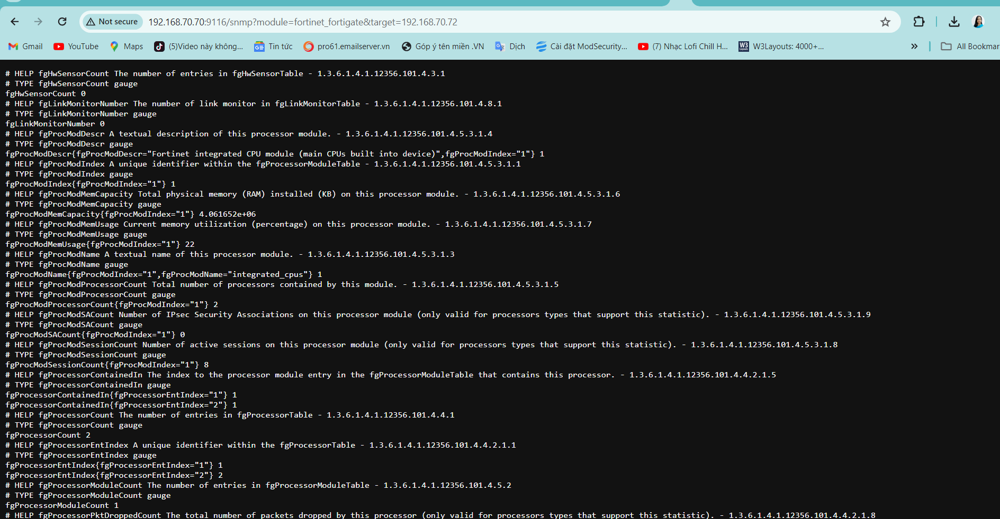 Not secure 192.168.70.70:9116/snmp?module=fortinet_fortigate&target=192.168.70.72
Gmail YouTube Maps (5)Video này không... Tin tức pro61.emailserver.vn Góp ý tên miền .VN Dịch Cài đặt ModSecurity... (7) Nhạc Lofi Chill H... W3Layouts: 4000+... » All Bookmar
# HELP fgHwSensorCount The number of entries in fgHwSensorTable - 1.3.6.1.4.1.12356.101.4.3.1
# TYPE fgHwSensorCount gauge
fgHwSensorCount 0
# HELP fgLinkMonitorNumber The number of link monitor in fgLinkMonitorTable - 1.3.6.1.4.1.12356.101.4.8.1
# TYPE fgLinkMonitorNumber gauge
fgLinkMonitorNumber 0
# HELP fgProcModDescr A textual description of this processor module. - 1.3.6.1.4.1.12356.101.4.5.3.1.4
# TYPE fgProcModDescr gauge
fgProcModDescr{fgProcModDescr="Fortinet integrated CPU module (main CPUs built into device)",fgProcModIndex="1"} 1
# HELP fgProcModIndex A unique identifier within the fgProcessorModuleTable - 1.3.6.1.4.1.12356.101.4.5.3.1.1
# TYPE fgProcModIndex gauge
fgProcModIndex{fgProcModIndex="1"} 1
# HELP fgProcModMemCapacity Total physical memory (RAM) installed (KB) on this processor module. - 1.3.6.1.4.1.12356.101.4.5.3.1.6
# TYPE fgProcModMemCapacity gauge
fgProcModMemCapacity{fgProcModIndex="1"} 4.061652e+06
# HELP fgProcModMemUsage Current memory utilization (percentage) on this processor module. - 1.3.6.1.4.1.12356.101.4.5.3.1.7
# TYPE fgProcModMemUsage gauge
fgProcModMemUsage{fgProcModIndex="1"} 22
# HELP fgProcModName A textual name of this processor module. - 1.3.6.1.4.1.12356.101.4.5.3.1.3
# TYPE fgProcModName gauge
fgProcModName{fgProcModIndex="1",fgProcModName="integrated_cpus"} 1
# HELP fgProcModProcessorCount Total number of processors contained by this module. - 1.3.6.1.4.1.12356.101.4.5.3.1.5
# TYPE fgProcModProcessorCount gauge
fgProcModProcessorCount{fgProcModIndex="1"} 2
# HELP fgProcModSACount Number of IPsec Security Associations on this processor module (only valid for processors types that support this statistic). - 1.3.6.1.4.1.12356.101.4.5.3.1.9
# TYPE fgProcModSACount gauge
fgProcModSACount{fgProcModIndex="1"} 0
# HELP fgProcModSessionCount Number of active sessions on this processor module (only valid for processors types that support this statistic). - 1.3.6.1.4.1.12356.101.4.5.3.1.8
# TYPE fgProcModSessionCount gauge
fgProcModSessionCount{fgProcModIndex="1"} 8
# HELP fgProcessorContainedIn The index to the processor module entry in the fgProcessorModuleTable that contains this processor. - 1.3.6.1.4.1.12356.101.4.4.2.1.5
# TYPE fgProcessorContainedIn gauge
fgProcessorContainedIn{fgProcessorEntIndex="1"} 1
fgProcessorContainedIn{fgProcessorEntIndex="2"} 1
# HELP fgProcessorCount The number of entries in fgProcessorTable - 1.3.6.1.4.1.12356.101.4.4.1
# TYPE fgProcessorCount gauge
fgProcessorCount 2
# HELP fgProcessorEntIndex A unique identifier within the fgProcessorTable - 1.3.6.1.4.1.12356.101.4.4.2.1.1
# TYPE fgProcessorEntIndex gauge
fgProcessorEntIndex{fgProcessorEntIndex="1"} 1
fgProcessorEntIndex{fgProcessorEntIndex="2"} 2
# HELP fgProcessorModuleCount The number of entries in fgProcessorModuleTable - 1.3.6.1.4.1.12356.101.4.5.2
# TYPE fgProcessorModuleCount gauge
fgProcessorModuleCount 1
# HELP fgProcessorPktDroppedCount The total number of packets dropped by this processor (only valid for processors types that support this statistic). - 1.3.6.1.4.1.12356.101.4.4.2.1.8